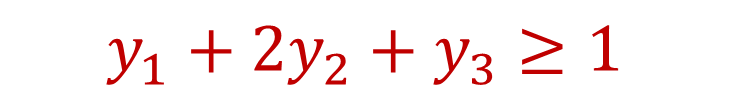 y₁ + 2y₂ + y₃ ≥ 1